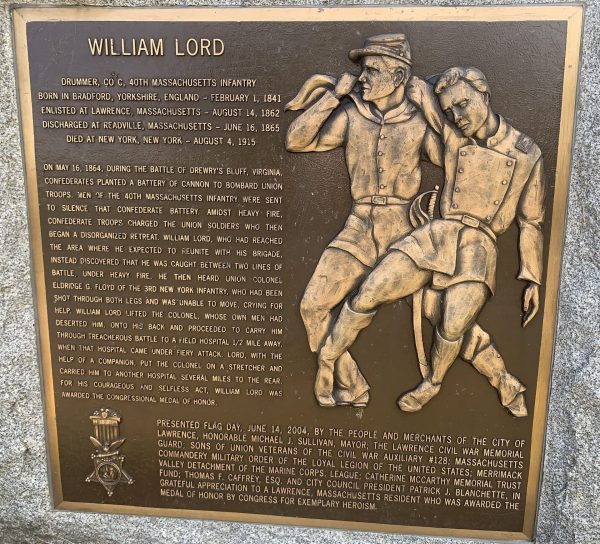 WILLIAM LORD
DRUMMER, CO C, 40TH MASSACHUSETTS INFANTRY
BORN IN BRADFORD, YORKSHIRE, ENGLAND – FEBRUARY 1, 1841
ENLISTED AT LAWRENCE, MASSACHUSETTS – AUGUST 14, 1862
DISCHARGED AT READVILLE, MASSACHUSETTS – JUNE 16, 1865
DIED AT NEW YORK, NEW YORK – AUGUST 4, 1915
ON MAY 16, 1864, DURING THE BATTLE OF DREWRY'S BLUFF, VIRGINIA,
CONFEDERATES PLANTED A BATTERY OF CANNON TO BOMBARD UNION
TROOPS. MEN OF THE 40TH MASSACHUSETTS INFANTRY WERE SENT
TO SILENCE THAT CONFEDERATE BATTERY. AMIDST HEAVY FIRE,
CONFEDERATE TROOPS CHARGED THE UNION SOLDIERS WHO THEN
BEGAN A DISORGANIZED RETREAT. WILLIAM LORD, WHO HAD REACHED
THE AREA WHERE HE EXPECTED TO REUNITE WITH HIS BRIGADE,
INSTEAD DISCOVERED THAT HE WAS CAUGHT BETWEEN TWO LINES OF
BATTLE. UNDER HEAVY FIRE, HE THEN HEARD UNION COLONEL
ELDRIDGE G. FLOYD OF THE 3RD NEW YORK INFANTRY, WHO HAD BEEN
SHOT THROUGH BOTH LEGS AND WAS UNABLE TO MOVE, CRYING FOR
HELP. WILLIAM LORD LIFTED THE COLONEL, WHOSE OWN MEN HAD
DESERTED HIM, ONTO HIS BACK AND PROCEEDED TO CARRY HIM
THROUGH TREACHEROUS BATTLE TO A FIELD HOSPITAL 1/2 MILE AWAY.
WHEN THAT HOSPITAL CAME UNDER FIERY ATTACK, LORD, WITH THE
HELP OF A COMPANION, PUT THE COLONEL ON A STRETCHER AND
CARRIED HIM TO ANOTHER HOSPITAL SEVERAL MILES TO THE REAR.
FOR HIS COURAGEOUS AND SELFLESS ACT, WILLIAM LORD WAS
AWARDED THE CONGRESSIONAL MEDAL OF HONOR.
PRESENTED FLAG DAY, JUNE 14, 2004, BY THE PEOPLE AND MERCHANTS OF THE CITY OF
LAWRENCE, HONORABLE MICHAEL J. SULLIVAN, MAYOR; THE LAWRENCE CIVIL WAR MEMORIAL
GUARD; SONS OF UNION VETERANS OF THE CIVIL WAR AUXILIARY #128; MASSACHUSETTS
COMMANDERY MILITARY ORDER OF THE LOYAL LEGION OF THE UNITED STATES; MERRIMACK
VALLEY DETACHMENT OF THE MARINE CORPS. LEAGUE; CATHERINE MCCARTHY MEMORIAL TRUST
FUND; THOMAS F. CAFFREY, ESQ. AND CITY COUNCIL PRESIDENT PATRICK J. BLANCHETTE, IN
GRATEFUL APPRECIATION TO A LAWRENCE, MASSACHUSETTS RESIDENT WHO WAS AWARDED THE
MEDAL OF HONOR BY CONGRESS FOR EXEMPLARY HEROISM.